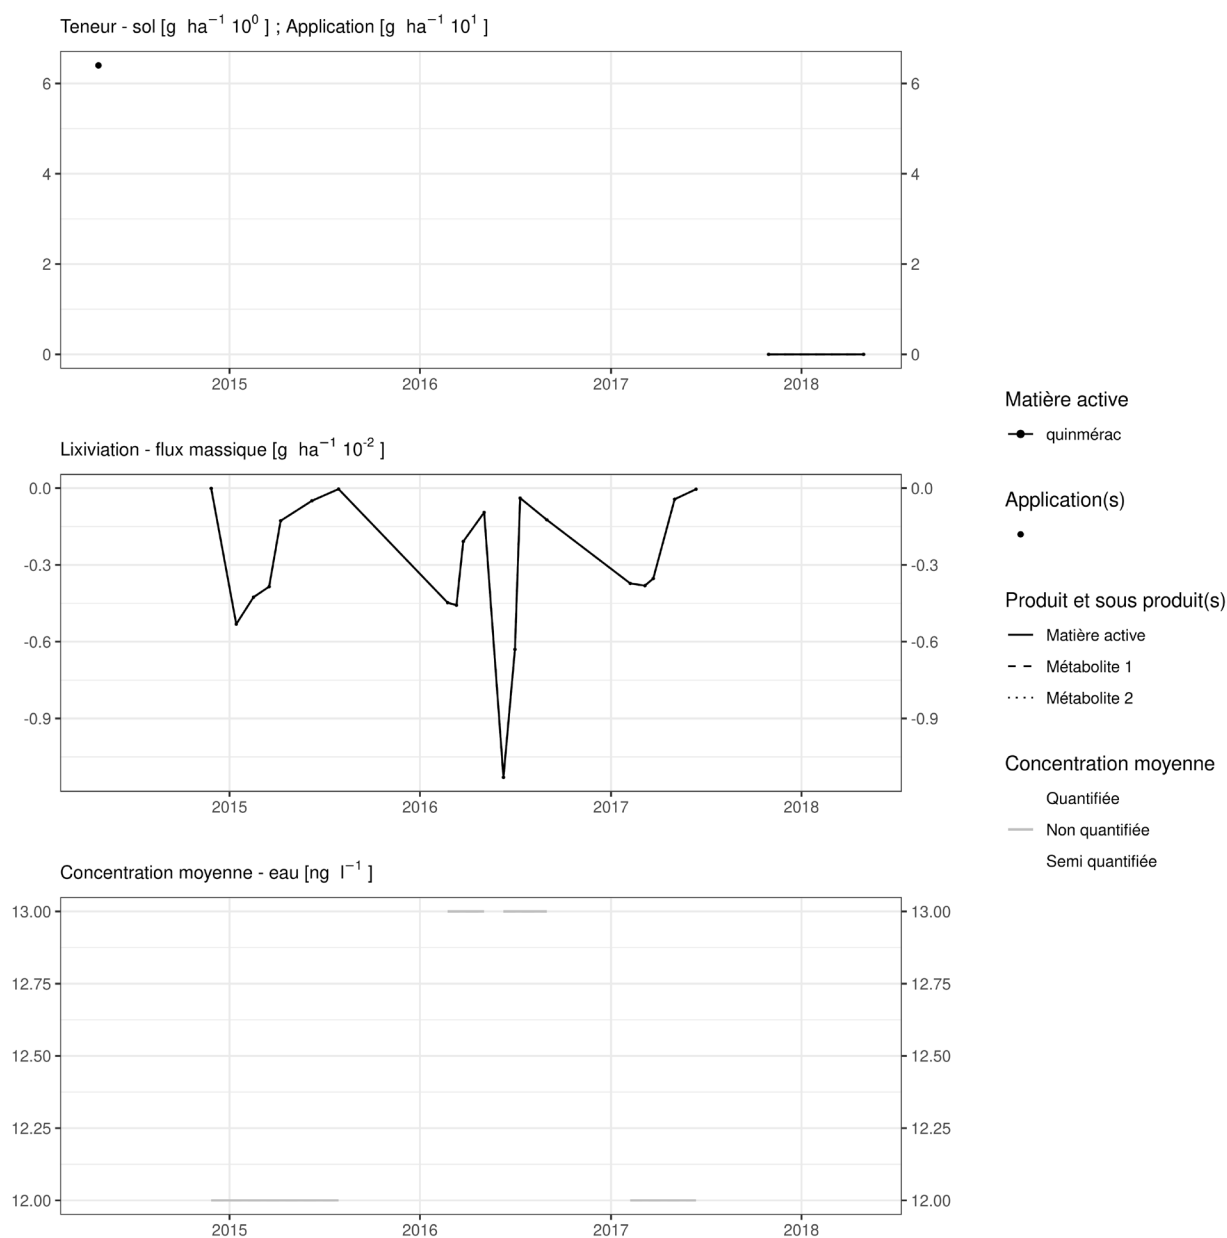 Teneur - sol [g ha⁻¹ 10⁰ ] ; Application [g ha⁻¹ 10¹ ]
6 6
4 4
2 2
0 0
2015 2016 2017 2018
Lixiviation - flux massique [g ha⁻¹ 10⁻² ]
0.0 0.0
-0.3 -0.3
-0.6 -0.6
-0.9 -0.9
2015 2016 2017 2018
Concentration moyenne - eau [ng l⁻¹ ]
13.00 13.00
12.75 12.75
12.50 12.50
12.25 12.25
12.00 12.00
2015 2016 2017 2018
Matière active
quinmérac
Application(s)
Produit et sous produit(s)
Matière active
Métabolite 1
Métabolite 2
Concentration moyenne
Quantifiée
Non quantifiée
Semi quantifiée